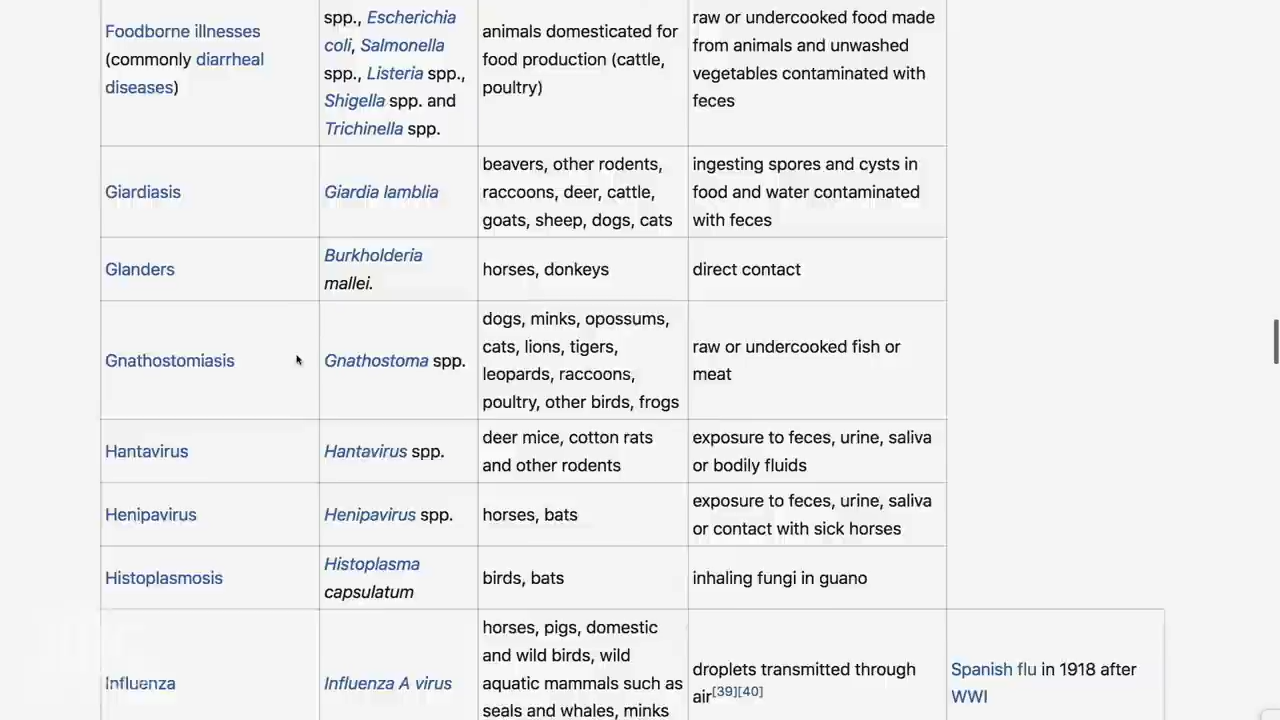 Foodborne illnesses
(commonly diarrheal
diseases)
spp., Escherichia
coli, Salmonella
spp., Listeria spp.,
Shigella spp. and
Trichinella spp.
animals domesticated for
food production (cattle,
poultry)
raw or undercooked food made
from animals and unwashed
vegetables contaminated with
feces
Giardiasis
Giardia lamblia
beavers, other rodents,
raccoons, deer, cattle,
goats, sheep, dogs, cats
ingesting spores and cysts in
food and water contaminated
with feces
Glanders
Burkholderia
mallei.
horses, donkeys
direct contact
Gnathostomiasis
Gnathostoma spp.
dogs, minks, opossums,
cats, lions, tigers,
leopards, raccoons,
poultry, other birds, frogs
raw or undercooked fish or
meat
Hantavirus
Hantavirus spp.
deer mice, cotton rats
and other rodents
exposure to feces, urine, saliva
or bodily fluids
Henipavirus
Henipavirus spp.
horses, bats
exposure to feces, urine, saliva
or contact with sick horses
Histoplasmosis
Histoplasma
capsulatum
birds, bats
inhaling fungi in guano
Influenza
Influenza A virus
horses, pigs, domestic
and wild birds, wild
aquatic mammals such as
seals and whales, minks
droplets transmitted through
air[39][40]
Spanish flu in 1918 after
WWI